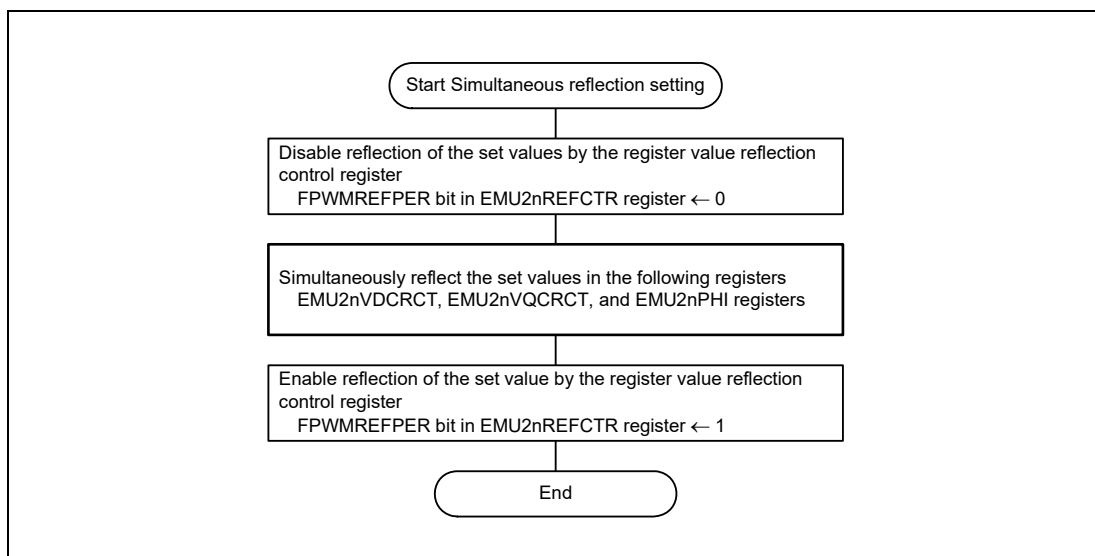 Start Simultaneous reflection setting
Disable reflection of the set values by the register value reflection
control register
FPWMREFPER bit in EMU2nREFCTR register ← 0
Simultaneously reflect the set values in the following registers
EMU2nVDCRCT, EMU2nVQCRCT, and EMU2nPHI registers
Enable reflection of the set value by the register value reflection
control register
FPWMREFPER bit in EMU2nREFCTR register ← 1
End